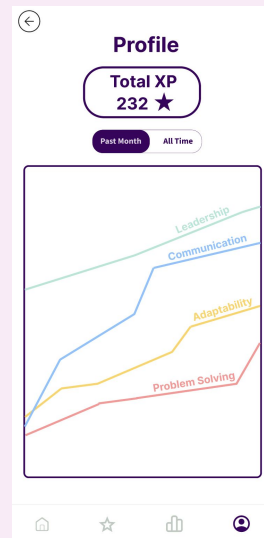 Profile
Total XP
232 ★
Past Month
All Time
Leadership
Communication
Adaptability
Problem Solving